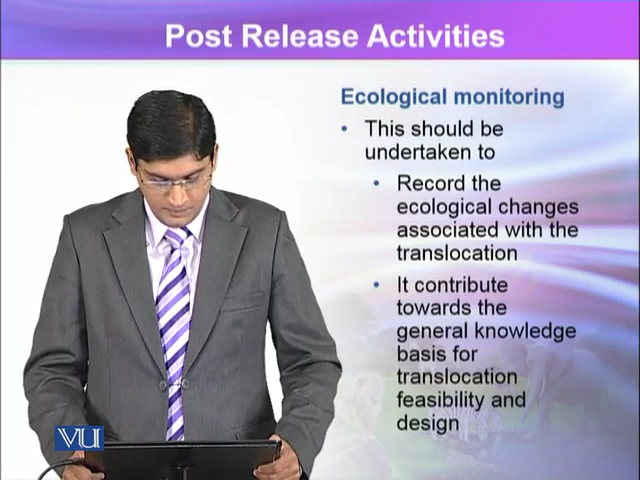 Post Release Activities
Ecological monitoring
• This should be
undertaken to
• Record the
ecological changes
associated with the
translocation
• It contribute
towards the
general knowledge
basis for
translocation
feasibility and
design
VU